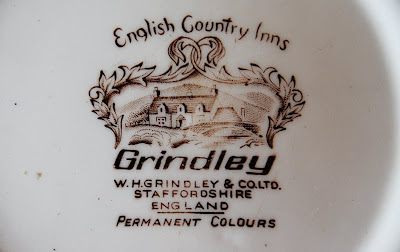 English Country Inns
Grindley
W.H.GRINDLEY & CO.LTD.
STAFFORDSHIRE
ENGLAND
PERMANENT COLOURS